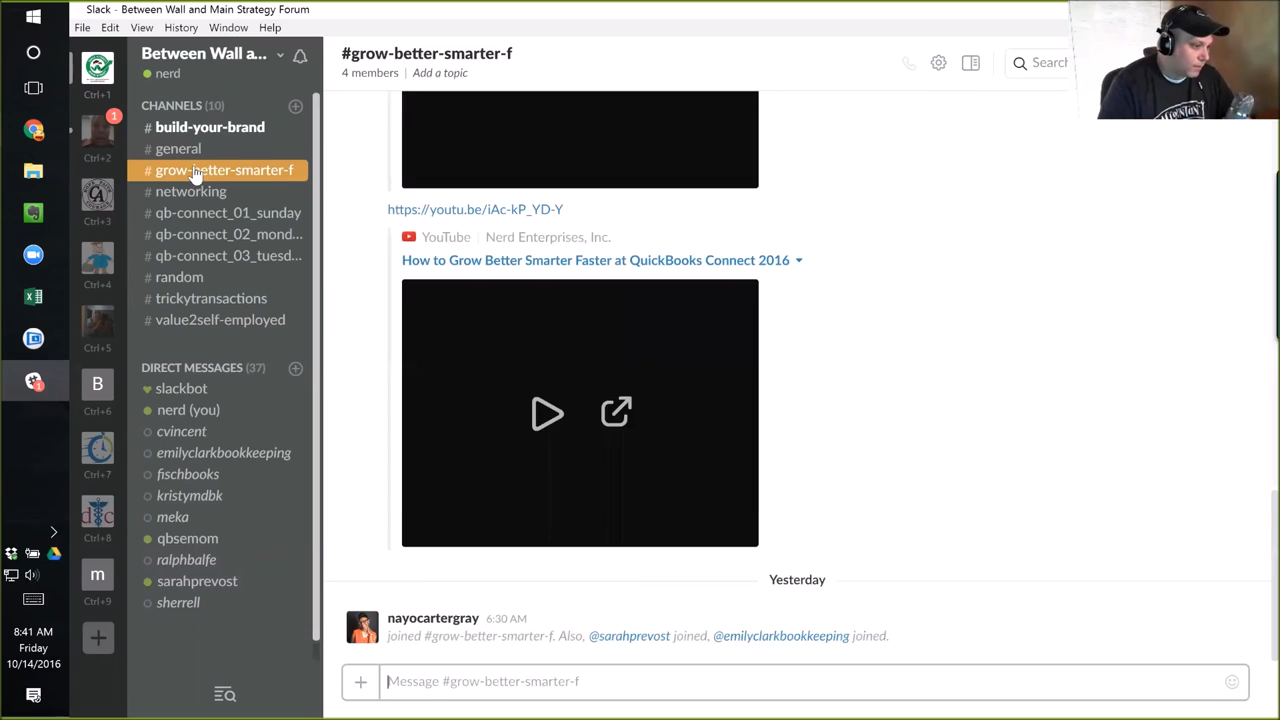 Slack - Between Wall and Main Strategy Forum
File Edit View History Window Help
Between Wall a...
nerd
CHANNELS (10)
# build-your-brand
# general
# grow-better-smarter-f
# networking
# qb-connect_01_sunday
# qb-connect_02_mond...
# qb-connect_03_tuesd...
# random
# trickytransactions
# value2self-employed
DIRECT MESSAGES (37)
slackbot
nerd (you)
cvincent
emilyclarkbookkeeping
fischbooks
kristymdbk
meka
qbsemom
ralphbalfe
sarahprevost
sherrell
Ctrl+1
1
Ctrl+2
CA
Ctrl+3
Ctrl+4
Ctrl+5
B
Ctrl+6
Ctrl+7
Ctrl+8
m
Ctrl+9
1
8:41 AM
Friday
10/14/2016
#grow-better-smarter-f
4 members | Add a topic
Search
https://youtu.be/iAc-kP_YD-Y
YouTube | Nerd Enterprises, Inc.
How to Grow Better Smarter Faster at QuickBooks Connect 2016
Yesterday
nayocartergray 6:30 AM
joined #grow-better-smarter-f. Also, @sarahprevost joined, @emilyclarkbookkeeping joined.
Message #grow-better-smarter-f